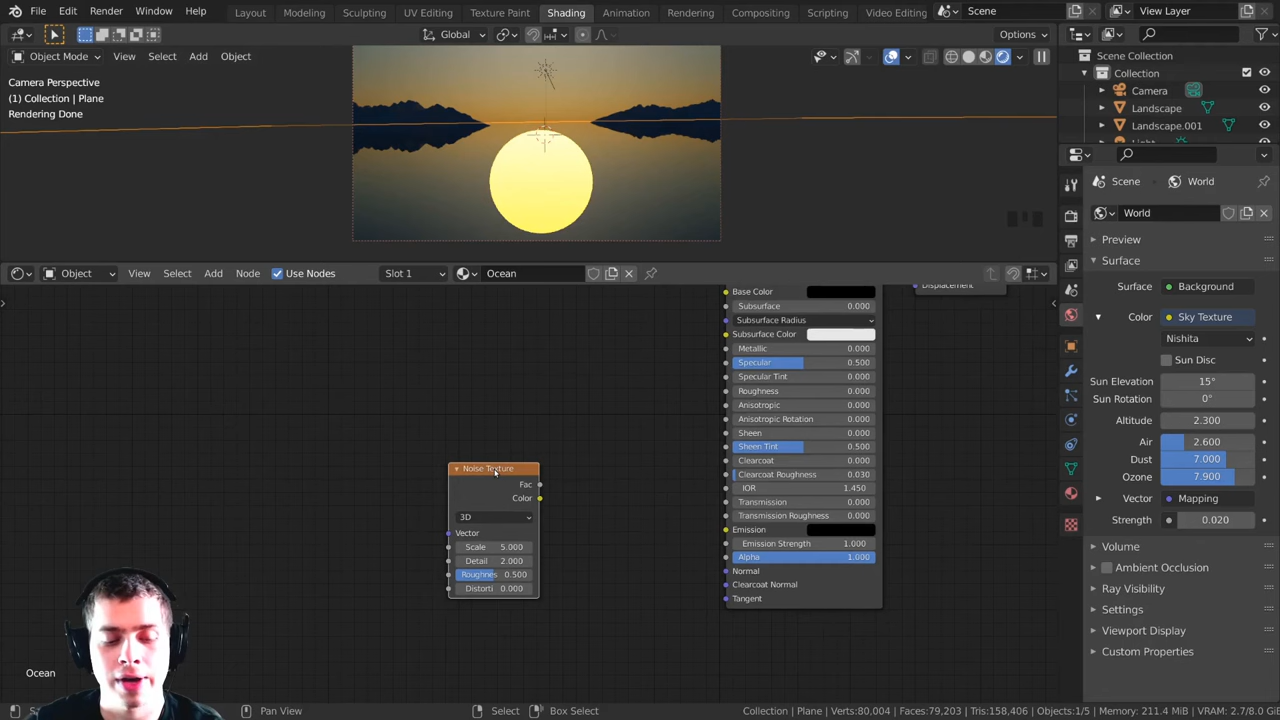 File Edit Render Window Help Layout Modeling Sculpting UV Editing Texture Paint Shading Animation Rendering Compositing Scripting Video Editing Scene View Layer
Global Options
Object Mode View Select Add Object
Camera Perspective
(1) Collection | Plane
Rendering Done
Scene Collection
Collection
Camera
Landscape
Landscape.001
Scene World
World
Preview
Surface
Surface Background
Color Sky Texture
Nishita
Sun Disc
Sun Elevation 15°
Sun Rotation 0°
Altitude 2.300
Air 2.600
Dust 7.000
Ozone 7.900
Vector Mapping
Strength 0.020
Volume
Ambient Occlusion
Ray Visibility
Settings
Viewport Display
Custom Properties
Object View Select Add Node Use Nodes Slot 1 Ocean
Displacement
Base Color
Subsurface 0.000
Subsurface Radius
Subsurface Color
Metallic 0.000
Specular 0.500
Specular Tint 0.000
Roughness 0.000
Anisotropic 0.000
Anisotropic Rotation 0.000
Sheen 0.000
Sheen Tint 0.500
Clearcoat 0.000
Clearcoat Roughness 0.030
IOR 1.450
Transmission 0.000
Transmission Roughness 0.000
Emission
Emission Strength 1.000
Alpha 1.000
Normal
Clearcoat Normal
Tangent
Noise Texture
Fac
Color
3D
Vector
Scale 5.000
Detail 2.000
Roughnes 0.500
Distorti 0.000
Ocean
Pan View Select Box Select Collection | Plane | Verts:80,004 | Faces:79,203 | Tris:158,406 | Objects:1/5 | Memory: 211.4 MiB | VRAM: 2.7/8.0 Gi